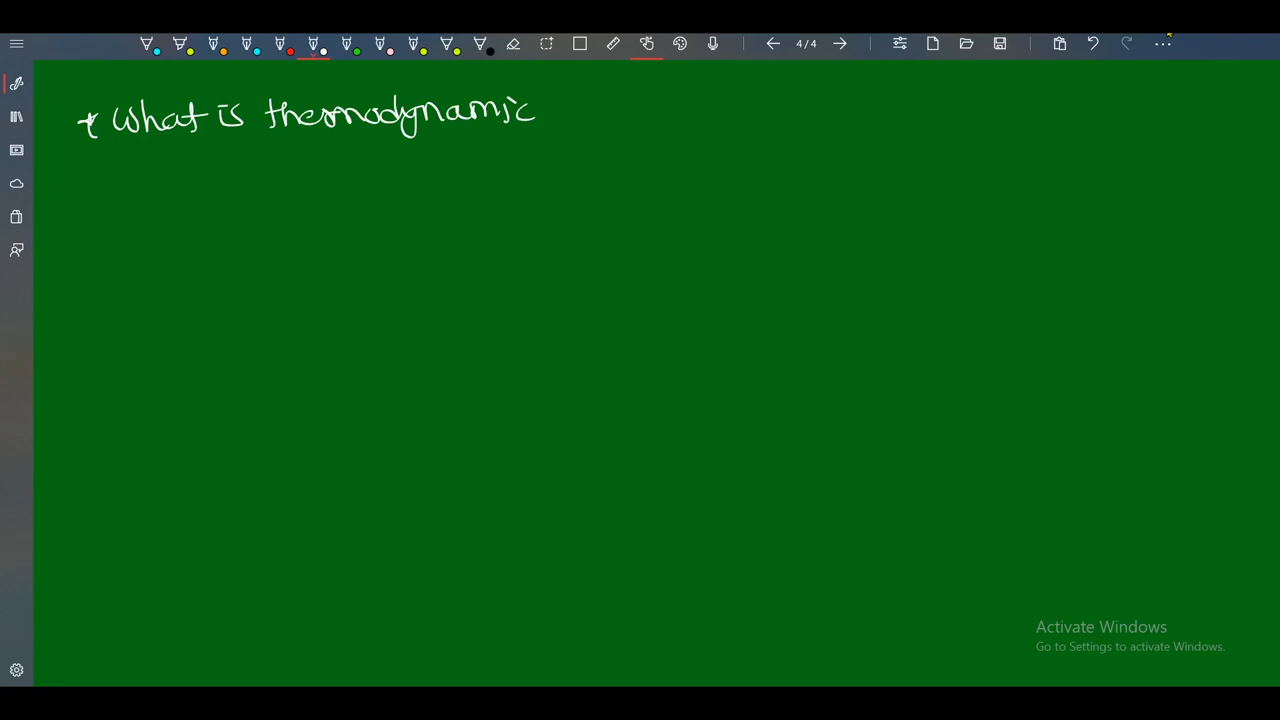 4/4
* What is thermodynamic
Activate Windows
Go to Settings to activate Windows.